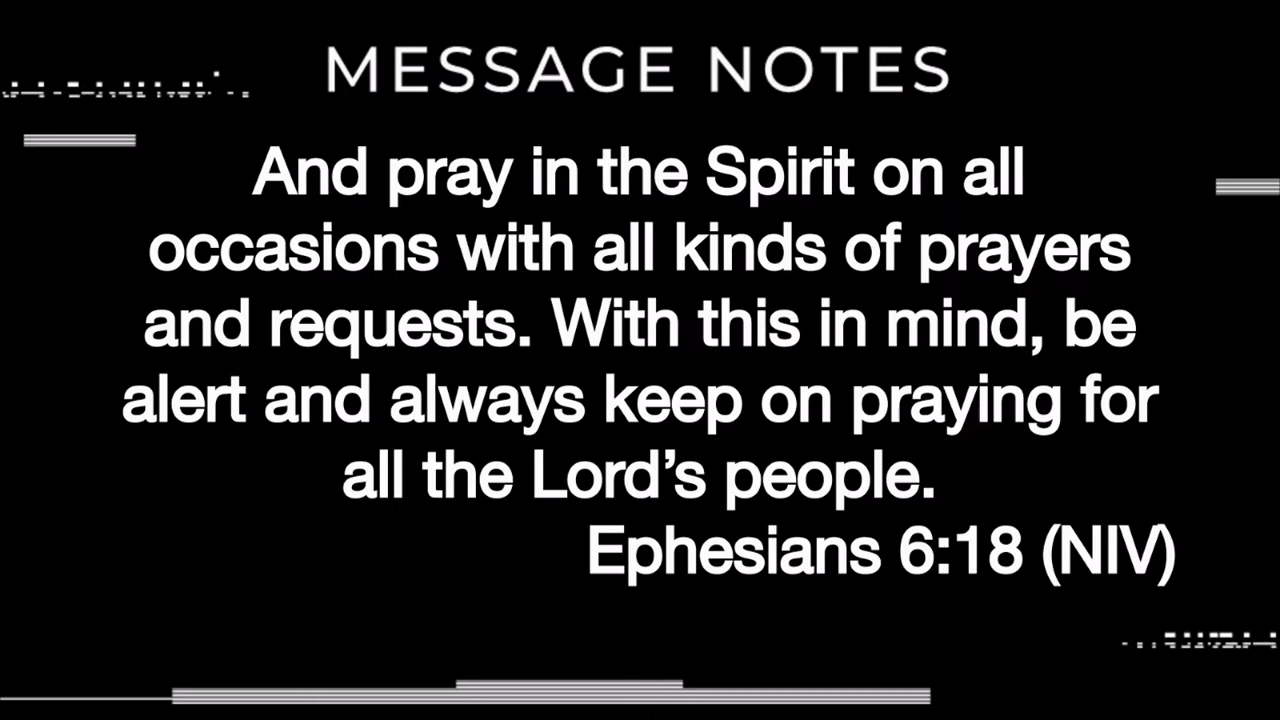 MESSAGE NOTES
And pray in the Spirit on all
occasions with all kinds of prayers
and requests. With this in mind, be
alert and always keep on praying for
all the Lord’s people.
Ephesians 6:18 (NIV)